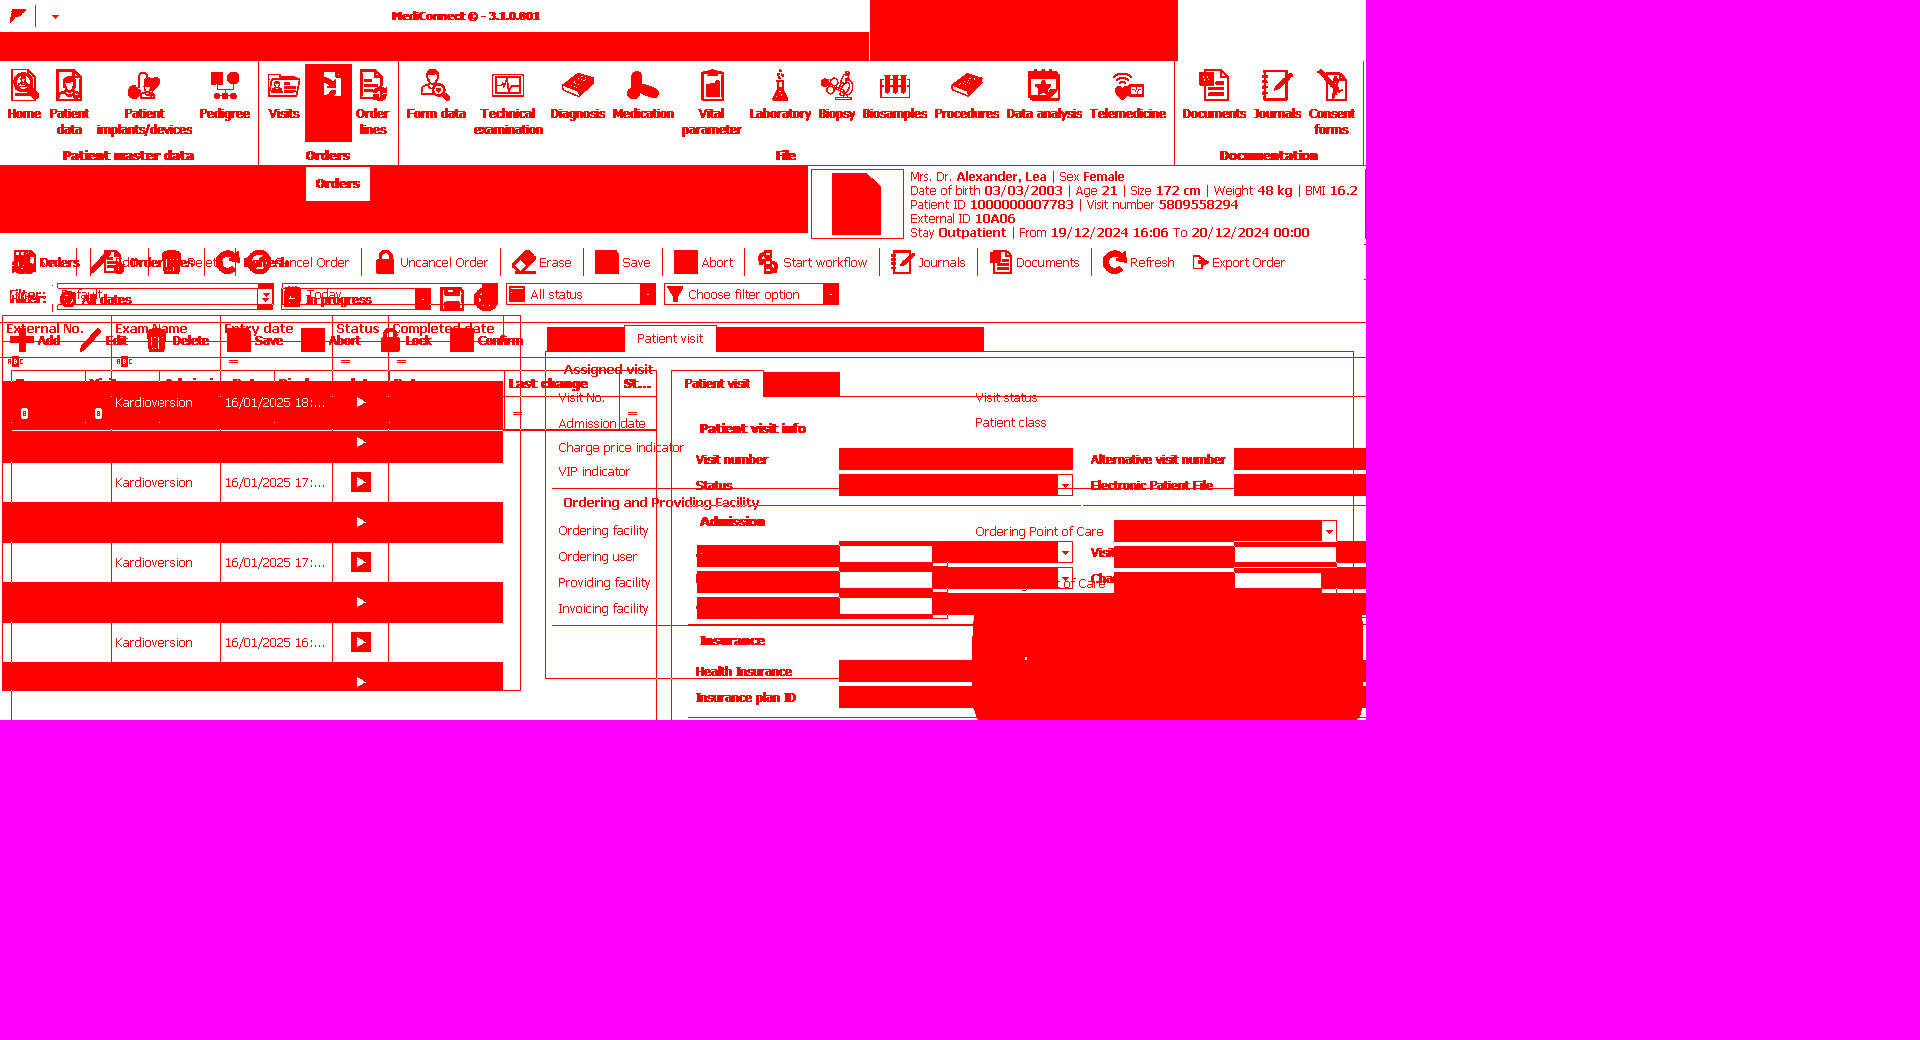 MediConnect © - 3.1.0.801
Home
Patient data
Patient implants/devices
Pedigree
Visits
Order lines
Form data
Technical examination
Diagnosis
Medication
Vital parameter
Laboratory
Biopsy
Biosamples
Procedures
Data analysis
Telemedicine
Documents
Journals
Consent forms
Patient master data
Orders
File
Documentation
Orders
Mrs. Dr. Alexander, Lea | Sex Female
Date of birth 03/03/2003 | Age 21 | Size 172 cm | Weight 48 kg | BMI 16.2
Patient ID 1000000007783 | Visit number 5809558294
External ID 10A06
Stay Outpatient | From 19/12/2024 16:06 To 20/12/2024 00:00
Orders
Uncancel Order
Erase
Save
Abort
Start workflow
Journals
Documents
Refresh
Export Order
Filter:
All dates
Today
In progress
All status
Choose filter option
External No.
Exam Name
Entry date
Status
Completed date
Add
Edit
Delete
Save
Abort
Lock
Confirm
Patient visit
Last change
St...
Assigned visit
Patient visit
Kardioversion 16/01/2025 18:...
Visit No.
Visit status
Admission date
Patient class
Patient visit info
Charge price indicator
Visit number
Alternative visit number
VIP indicator
Kardioversion 16/01/2025 17:...
Status
Electronic Patient File
Ordering and Providing Facility
Admission
Ordering facility
Ordering Point of Care
Ordering user
Kardioversion 16/01/2025 17:...
Providing facility
of Care
Invoicing facility
Kardioversion 16/01/2025 16:...
Insurance
Health Insurance
Insurance plan ID